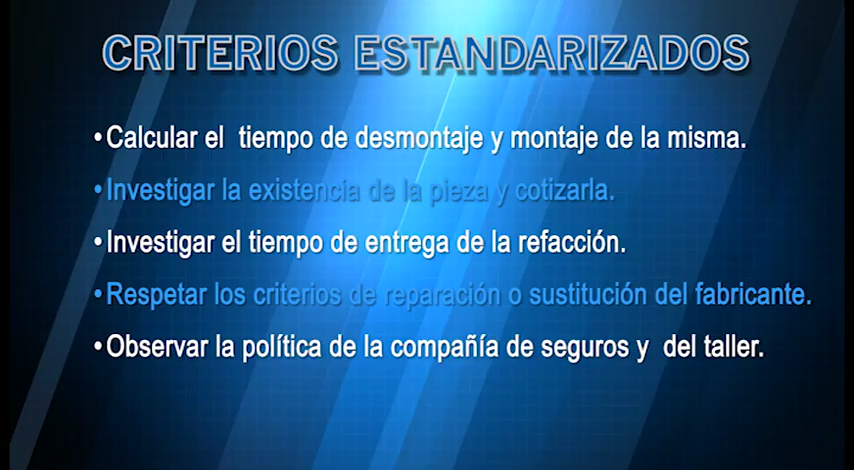 CRITERIOS ESTANDARIZADOS
•Calcular el tiempo de desmontaje y montaje de la misma.
•Investigar la existencia de la pieza y cotizarla.
•Investigar el tiempo de entrega de la refacción.
•Respetar los criterios de reparación o sustitución del fabricante.
•Observar la política de la compañía de seguros y del taller.